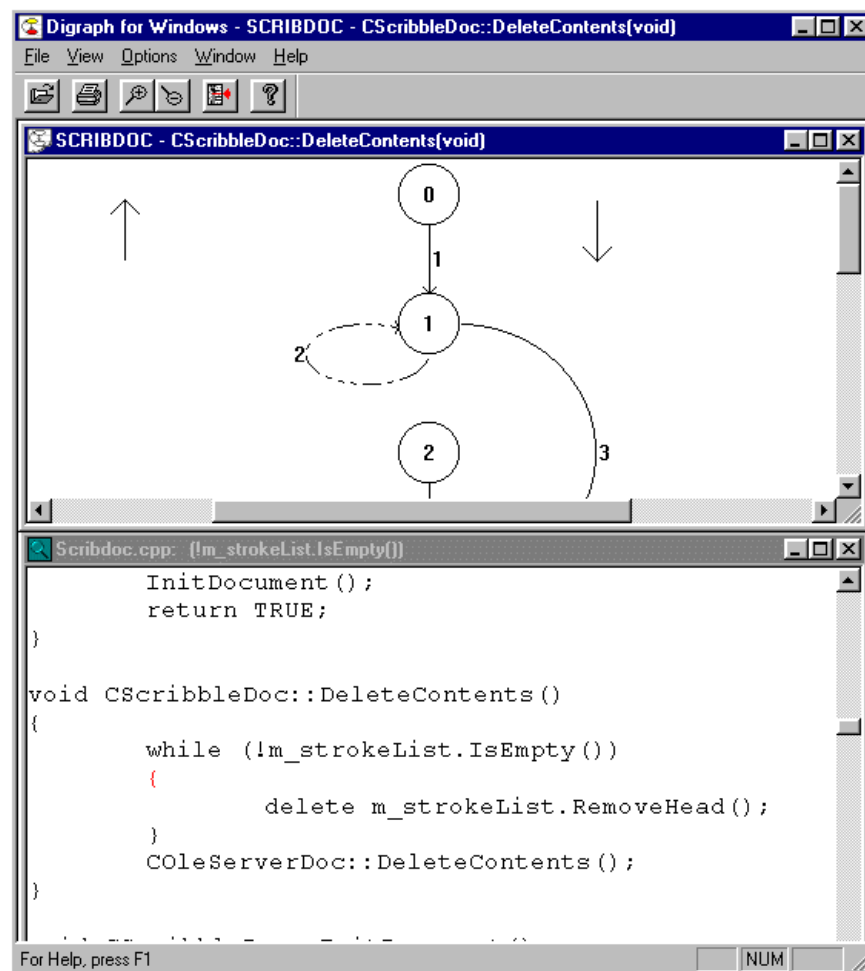 Digraph for Windows - SCRIBDOC - CScribbleDoc::DeleteContents(void)
File View Options Window Help
SCRIBDOC - CScribbleDoc::DeleteContents(void)
0
1
1
2
2
3
Scribdoc.cpp: (!m_strokeList.IsEmpty())
InitDocument();
return TRUE;
}
void CScribbleDoc::DeleteContents()
{
while (!m_strokeList.IsEmpty())
{
delete m_strokeList.RemoveHead();
}
COleServerDoc::DeleteContents();
}
For Help, press F1
NUM